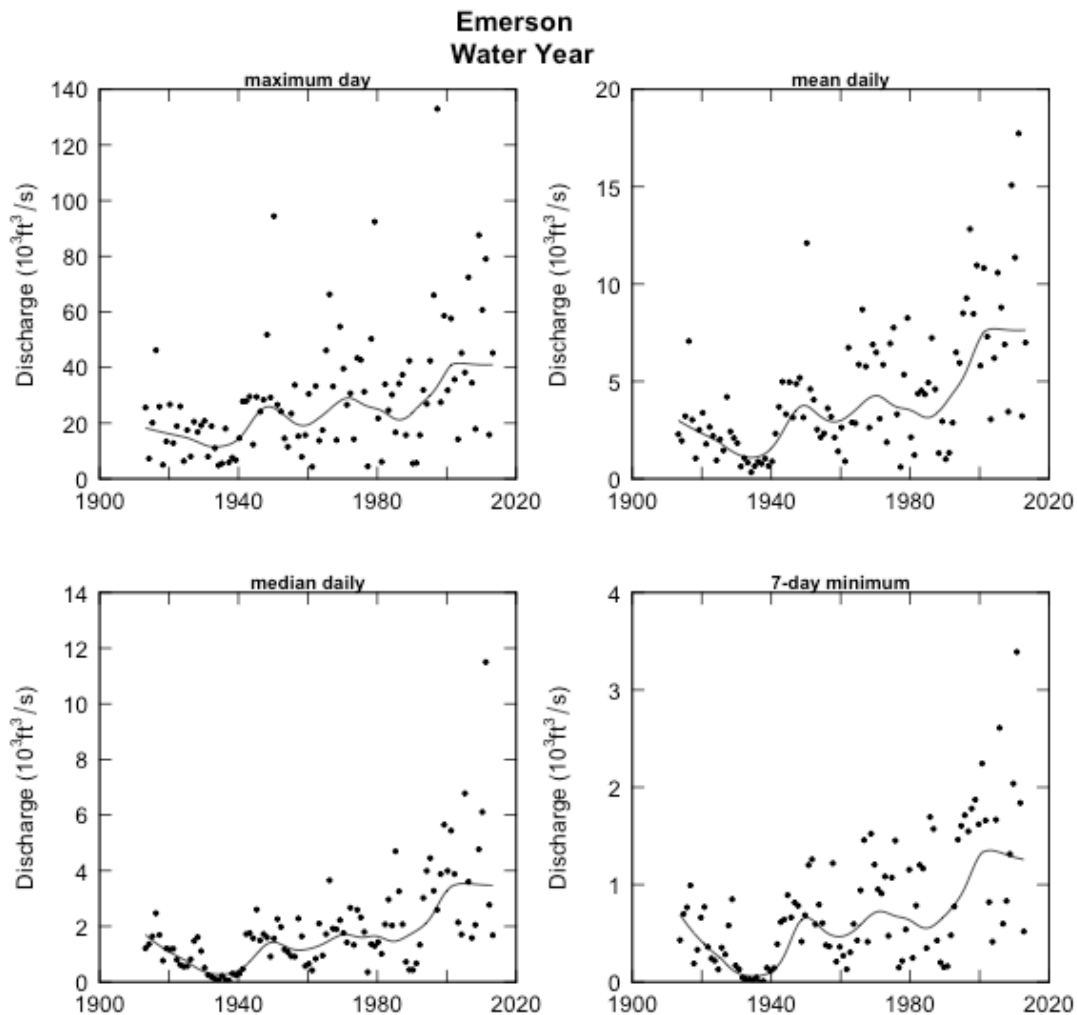 Emerson
Water Year
maximum day
140
120
100
80
60
40
20
0
Discharge (10³ft³/s)
1900 1940 1980 2020
mean daily
20
15
10
5
0
Discharge (10³ft³/s)
1900 1940 1980 2020
median daily
14
12
10
8
6
4
2
0
Discharge (10³ft³/s)
1900 1940 1980 2020
7-day minimum
4
3
2
1
0
Discharge (10³ft³/s)
1900 1940 1980 2020